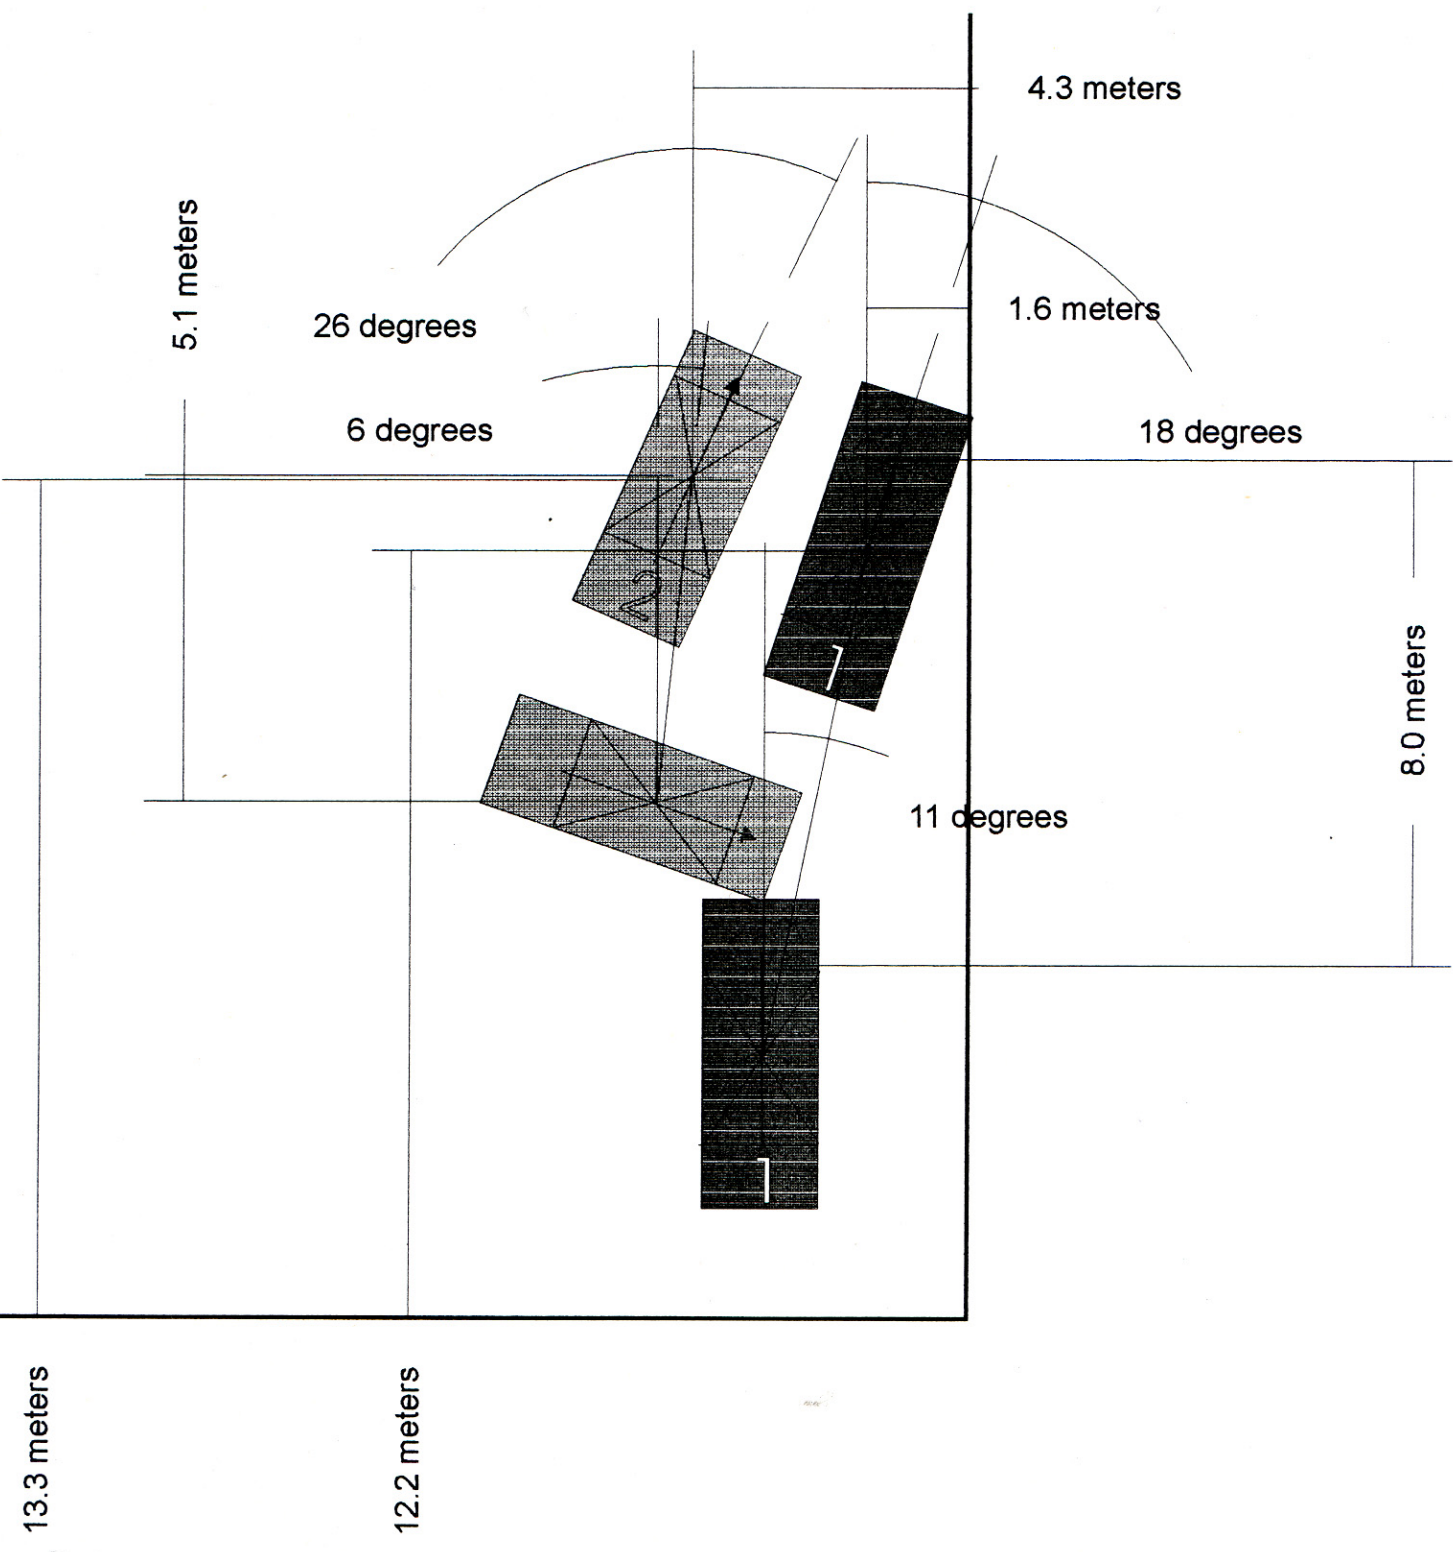 4.3 meters
5.1 meters
1.6 meters
26 degrees
6 degrees
18 degrees
2
1
8.0 meters
11 degrees
1
13.3 meters
12.2 meters